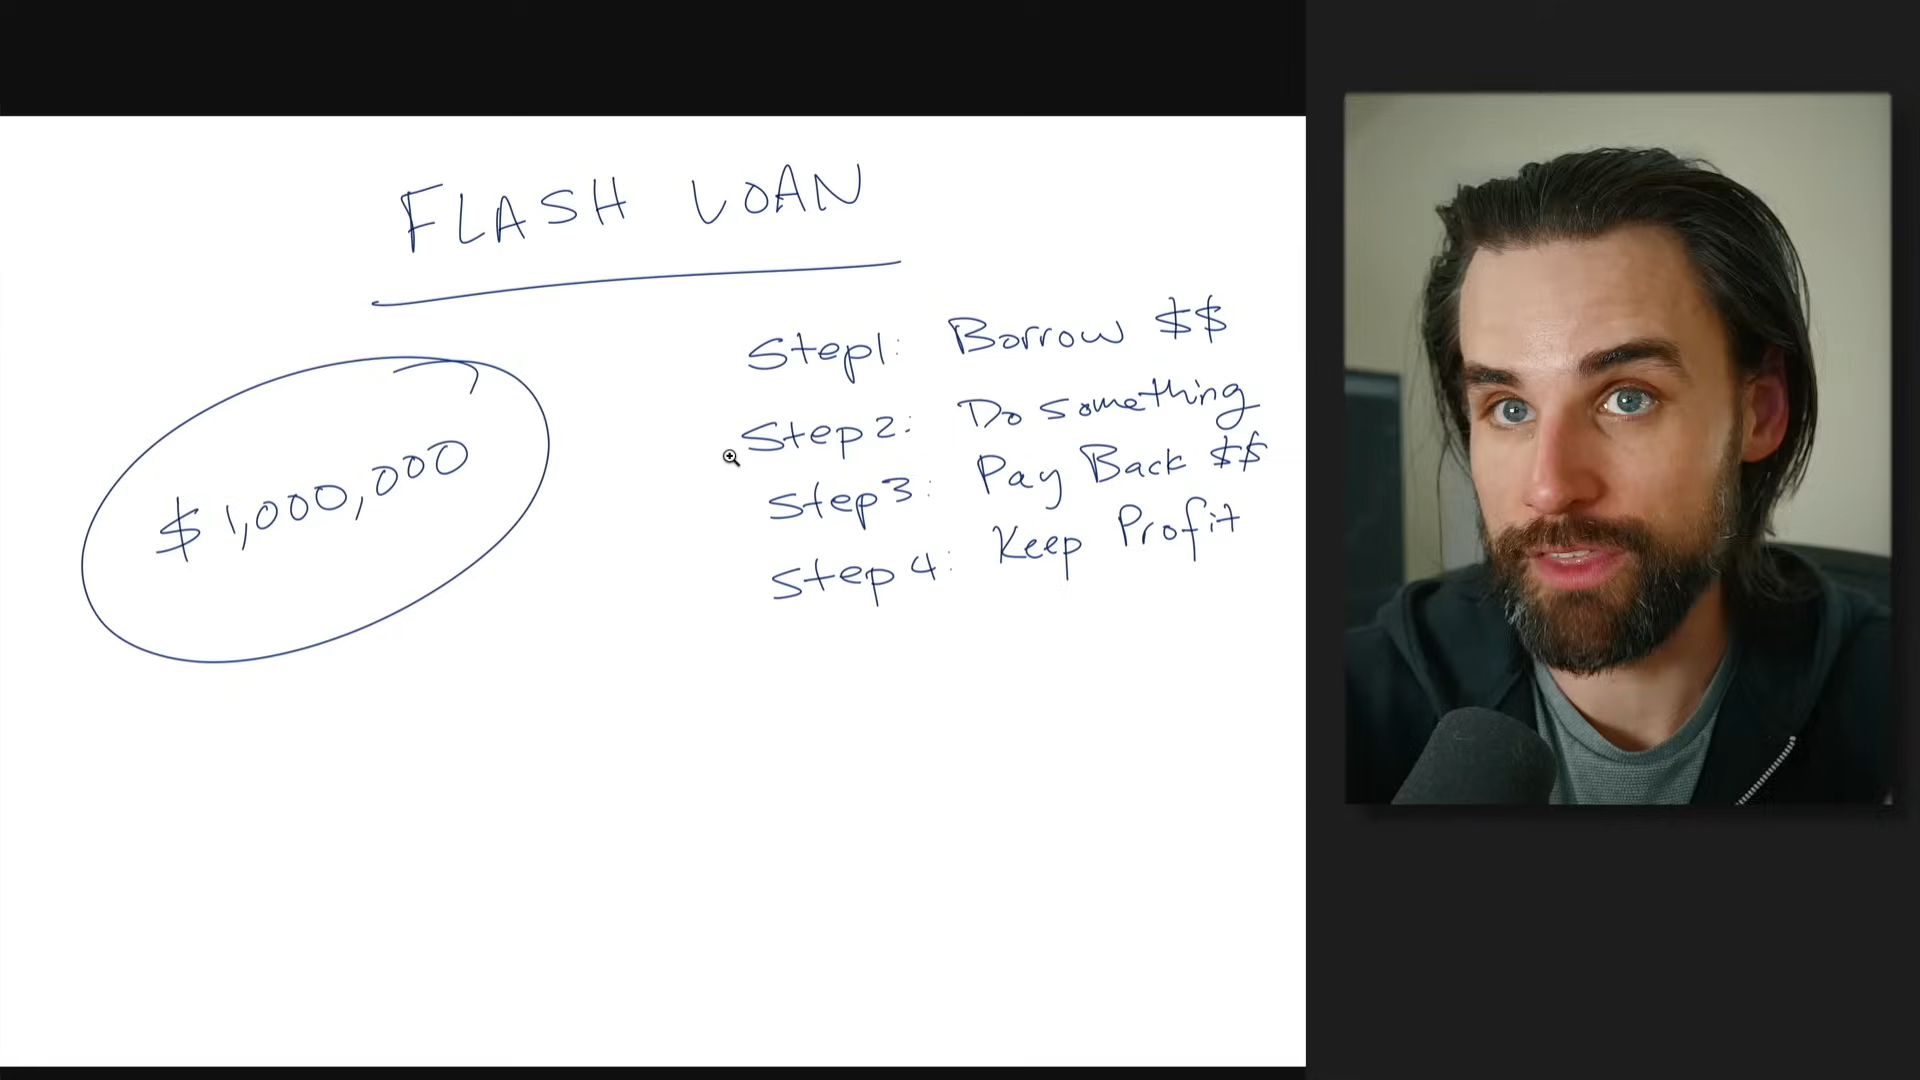 FLASH LOAN
$1,000,000
Step1: Borrow $$
Step2: Do something
Step3: Pay Back $$
Step4: Keep Profit